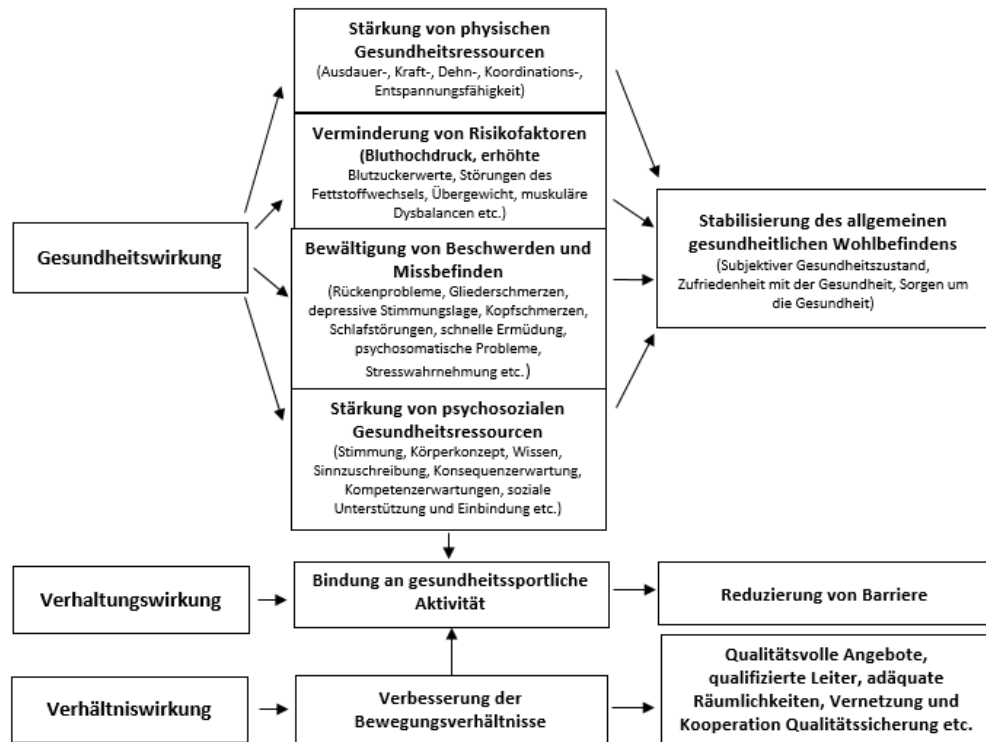 Stärkung von physischen
Gesundheitsressourcen
(Ausdauer-, Kraft-, Dehn-, Koordinations-,
Entspannungsfähigkeit)
Verminderung von Risikofaktoren
(Bluthochdruck, erhöhte
Blutzuckerwerte, Störungen des
Fettstoffwechsels, Übergewicht, muskuläre
Dysbalancen etc.)
Gesundheitswirkung
Bewältigung von Beschwerden und
Missbefinden
(Rückenprobleme, Gliederschmerzen,
depressive Stimmungslage, Kopfschmerzen,
Schlafstörungen, schnelle Ermüdung,
psychosomatische Probleme,
Stresswahrnehmung etc.)
Stärkung von psychosozialen
Gesundheitsressourcen
(Stimmung, Körperkonzept, Wissen,
Sinnzuschreibung, Konsequenzerwartung,
Kompetenzerwartungen, soziale
Unterstützung und Einbindung etc.)
Stabilisierung des allgemeinen
gesundheitlichen Wohlbefindens
(Subjektiver Gesundheitszustand,
Zufriedenheit mit der Gesundheit, Sorgen um
die Gesundheit)
Verhaltungswirkung
Bindung an gesundheitssportliche
Aktivität
Reduzierung von Barriere
Verhältniswirkung
Verbesserung der
Bewegungsverhältnisse
Qualitätsvolle Angebote,
qualifizierte Leiter, adäquate
Räumlichkeiten, Vernetzung und
Kooperation Qualitätssicherung etc.